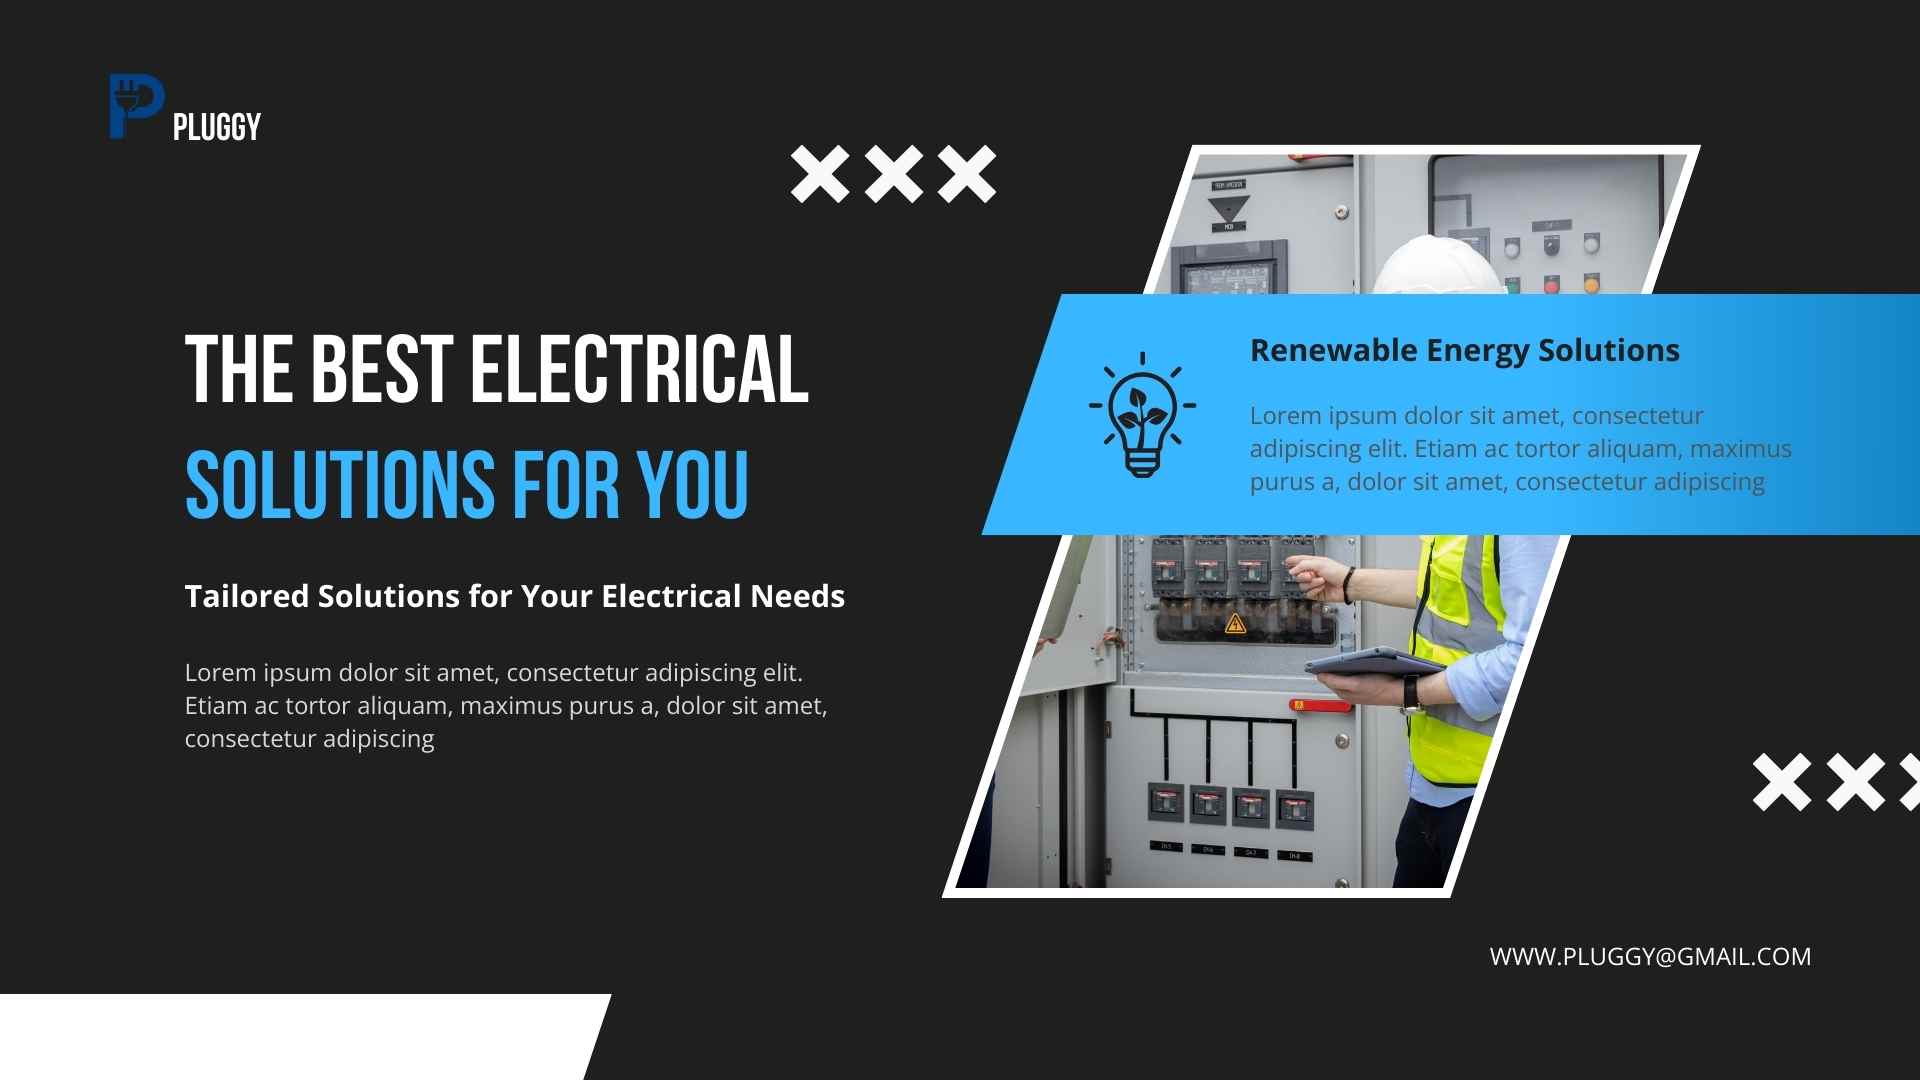 PLUGGY
THE BEST ELECTRICAL
SOLUTIONS FOR YOU
Tailored Solutions for Your Electrical Needs
Lorem ipsum dolor sit amet, consectetur adipiscing elit.
Etiam ac tortor aliquam, maximus purus a, dolor sit amet,
consectetur adipiscing
Renewable Energy Solutions
Lorem ipsum dolor sit amet, consectetur
adipiscing elit. Etiam ac tortor aliquam, maximus
purus a, dolor sit amet, consectetur adipiscing
WWW.PLUGGY@GMAIL.COM